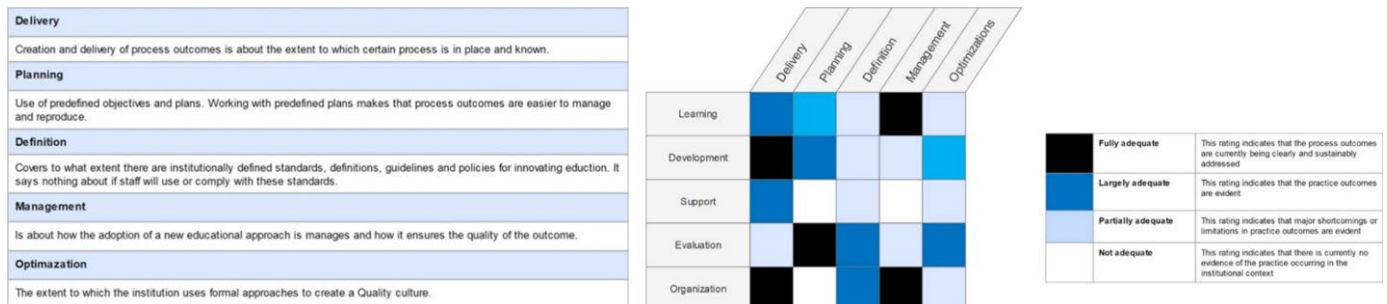 Delivery
Creation and delivery of process outcomes is about the extent to which certain process is in place and known.
Planning
Use of predefined objectives and plans. Working with predefined plans makes that process outcomes are easier to manage
and reproduce.
Definition
Covers to what extent there are institutionally defined standards, definitions, guidelines and policies for innovating eduction. It
says nothing about if staff will use or comply with these standards.
Management
Is about how the adoption of a new educational approach is manages and how it ensures the quality of the outcome.
Optimazation
The extent to which the institution uses formal approaches to create a Quality culture.
Delivery
Planning
Definition
Management
Optimizations
Learning
Development
Support
Evaluation
Organization
Fully adequate
This rating indicates that the process outcomes
are currently being clearly and sustainably
addressed
Largely adequate
This rating indicates that the practice outcomes
are evident
Partially adequate
This rating indicates that major shortcomings or
limitations in practice outcomes are evident
Not adequate
This rating indicates that there is currently no
evidence of the practice occurring in the
institutional context